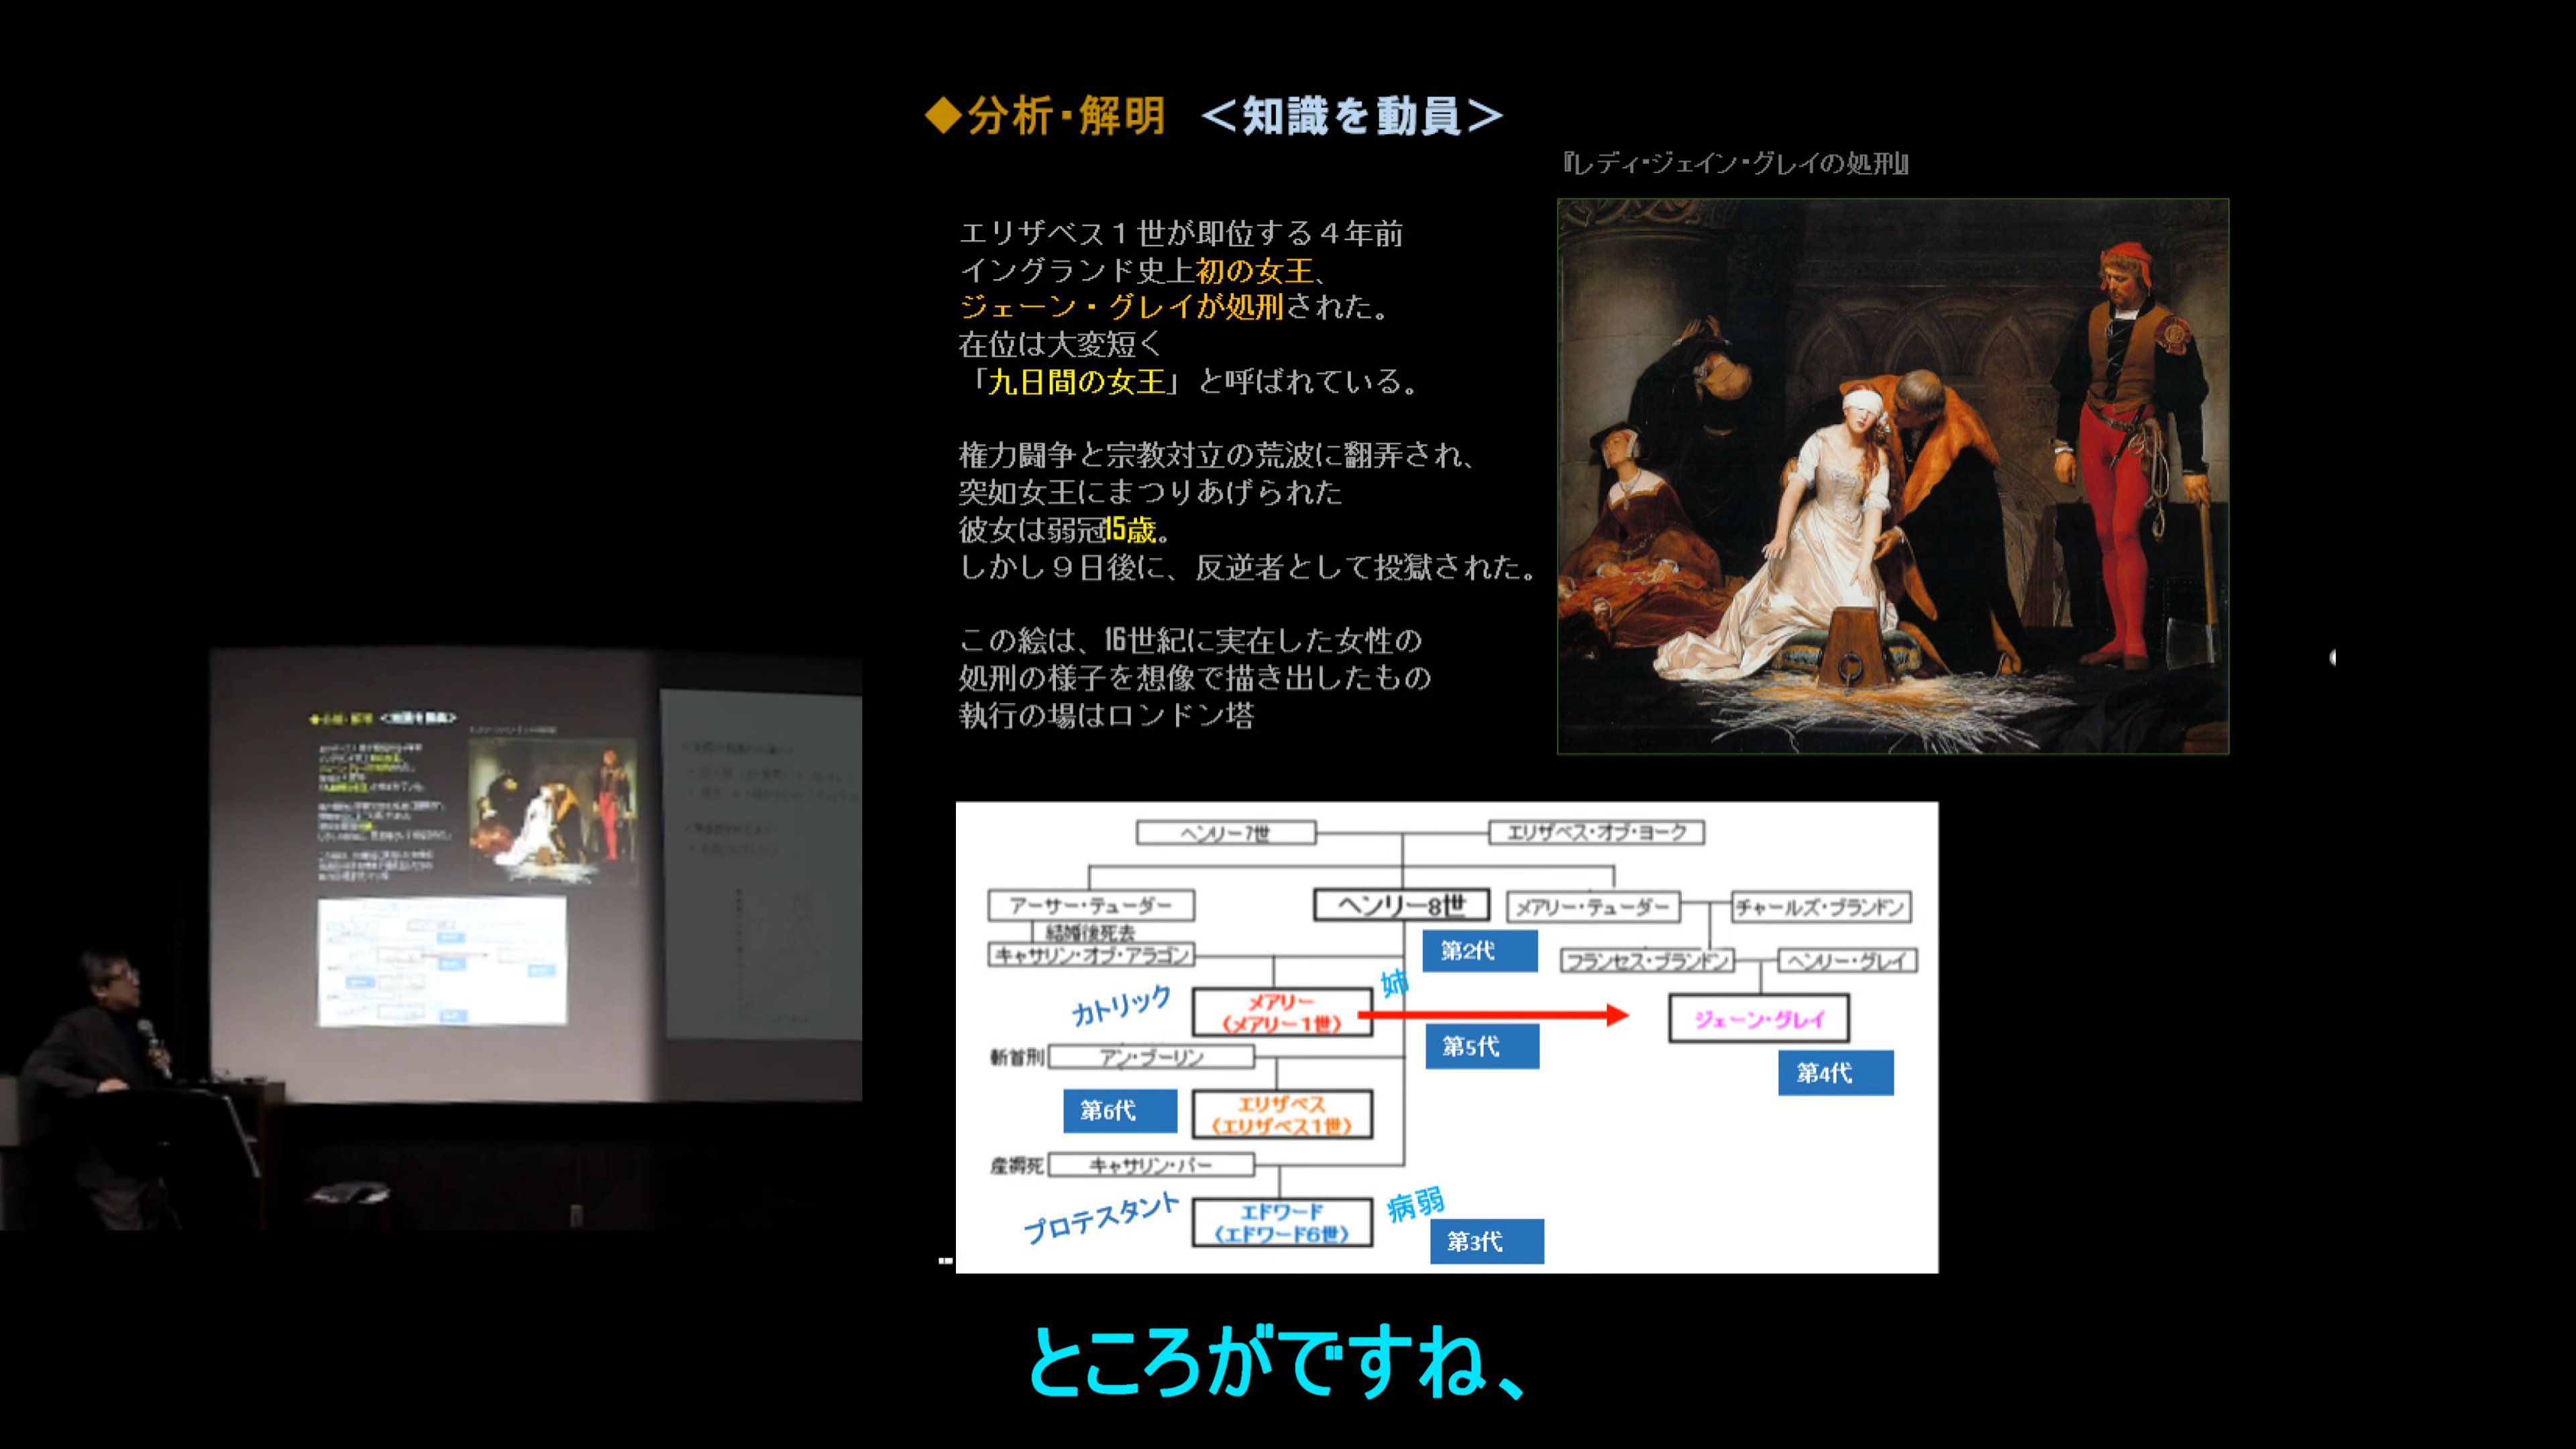 ◆分析・解明 ＜知識を動員＞
『レディ・ジェイン・グレイの処刑』
エリザベス１世が即位する４年前
イングランド史上初の女王、
ジェーン・グレイが処刑された。
在位は大変短く
「九日間の女王」と呼ばれている。
権力闘争と宗教対立の荒波に翻弄され、
突如女王にまつりあげられた
彼女は弱冠15歳。
しかし９日後に、反逆者として投獄された。
この絵は、16世紀に実在した女性の
処刑の様子を想像で描き出したもの
執行の場はロンドン塔
ヘンリー7世
エリザベス・オブ・ヨーク
アーサー・テューダー
ヘンリー8世
メアリー・テューダー
チャールズ・ブランドン
結婚後死去
キャサリン・オブ・アラゴン
第2代
フランセス・ブランドン
ヘンリー・グレイ
カトリック
メアリー
（メアリー1世）
姉
ジェーン・グレイ
第5代
第4代
斬首刑
アン・ブーリン
第6代
エリザベス
（エリザベス1世）
産褥死
キャサリン・パー
プロテスタント
エドワード
（エドワード6世）
病弱
第3代
ところがですね、